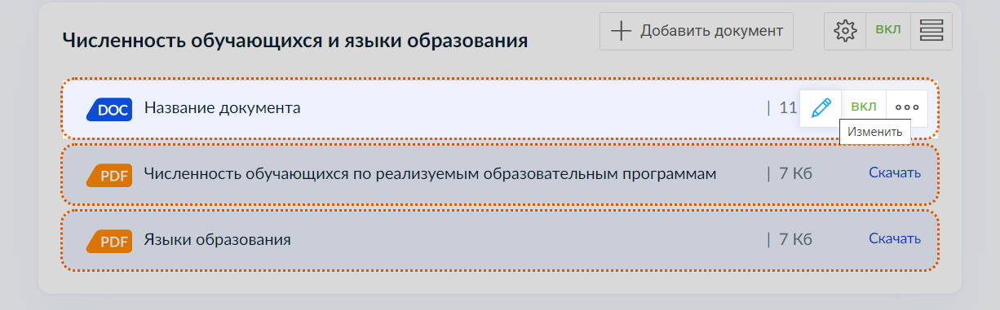 Численность обучающихся и языки образования
Добавить документ
ВКЛ
DOC Название документа | 11 ВКЛ
Изменить
PDF Численность обучающихся по реализуемым образовательным программам | 7 Кб Скачать
PDF Языки образования | 7 Кб Скачать